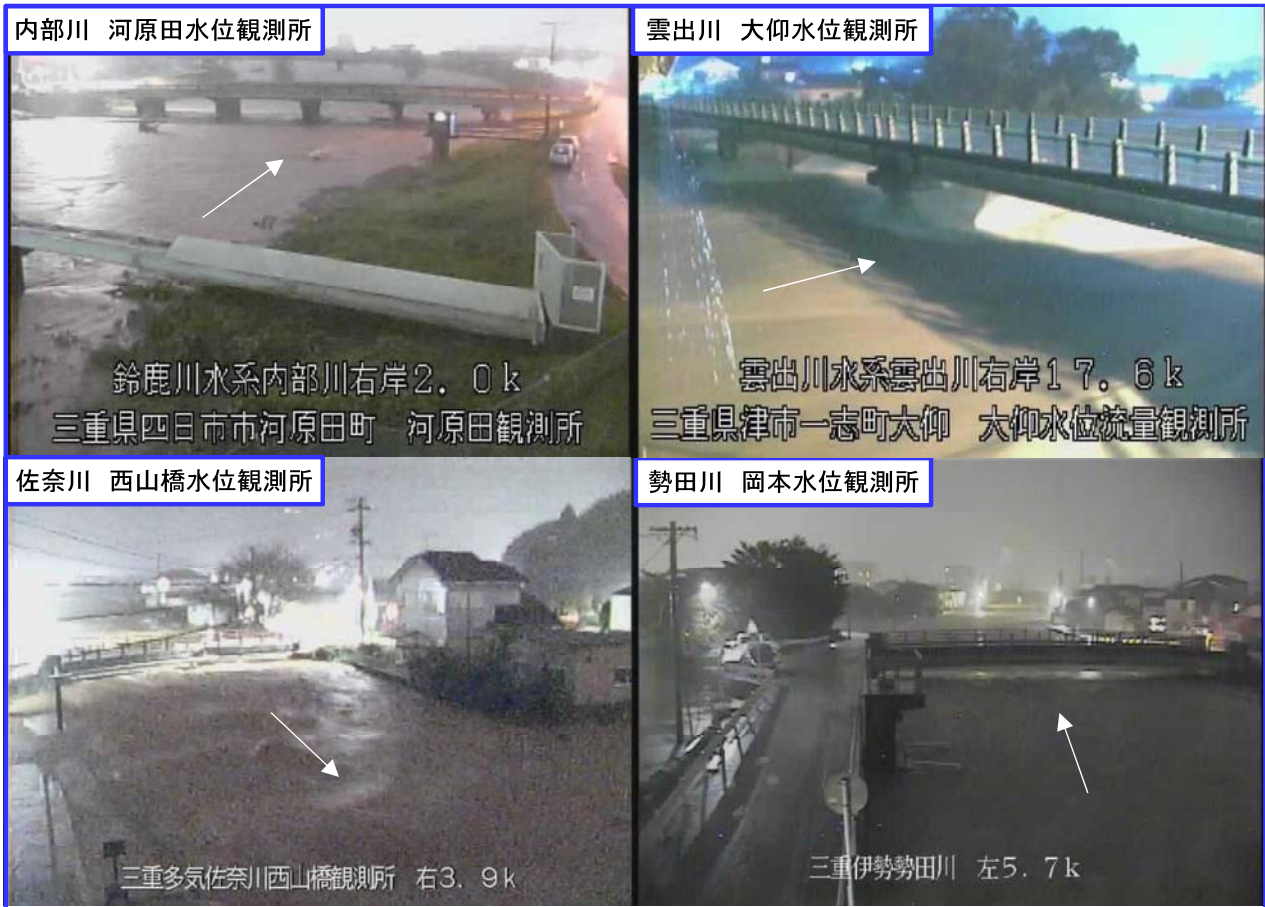 内部川 河原田水位観測所
鈴鹿川水系内部川右岸2.0k
三重県四日市市河原田町 河原田観測所
雲出川 大仰水位観測所
雲出川水系雲出川右岸17.6k
三重県津市一志町大仰 大仰水位流量観測所
佐奈川 西山橋水位観測所
三重多気佐奈川西山橋観測所 右3.9k
勢田川 岡本水位観測所
三重伊勢勢田川 左5.7k